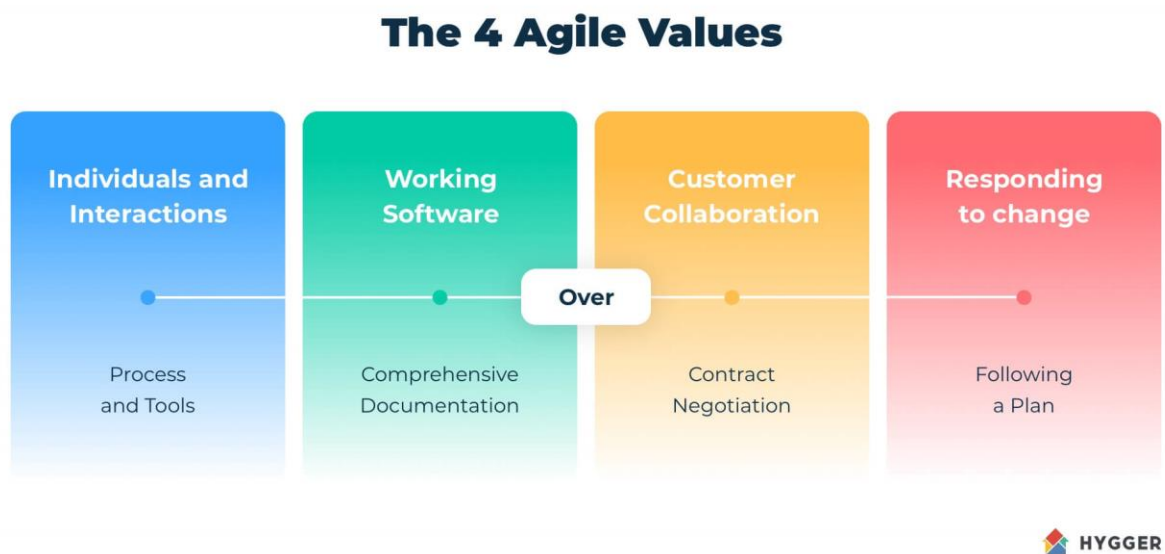 The 4 Agile Values
Individuals and
Interactions
Working
Software
Customer
Collaboration
Responding
to change
Over
Process
and Tools
Comprehensive
Documentation
Contract
Negotiation
Following
a Plan
HYGGER